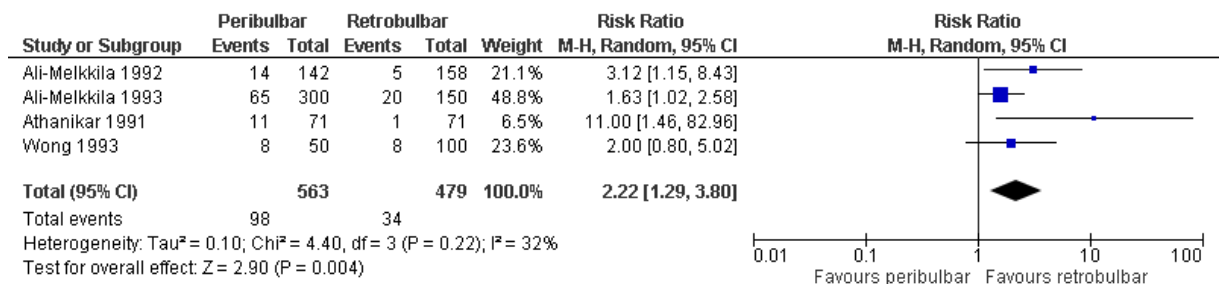 Peribulbar Retrobulbar Risk Ratio Risk Ratio
Study or Subgroup Events Total Events Total Weight M-H, Random, 95% CI M-H, Random, 95% CI
Ali-Melkkila 1992 14 142 5 158 21.1% 3.12 [1.15, 8.43]
Ali-Melkkila 1993 65 300 20 150 48.8% 1.63 [1.02, 2.58]
Athanikar 1991 11 71 1 71 6.5% 11.00 [1.46, 82.96]
Wong 1993 8 50 8 100 23.6% 2.00 [0.80, 5.02]
Total (95% CI) 563 479 100.0% 2.22 [1.29, 3.80]
Total events 98 34
Heterogeneity: Tau² = 0.10; Chi² = 4.40, df = 3 (P = 0.22); I² = 32%
Test for overall effect: Z = 2.90 (P = 0.004)
0.01 0.1 1 10 100
Favours peribulbar Favours retrobulbar